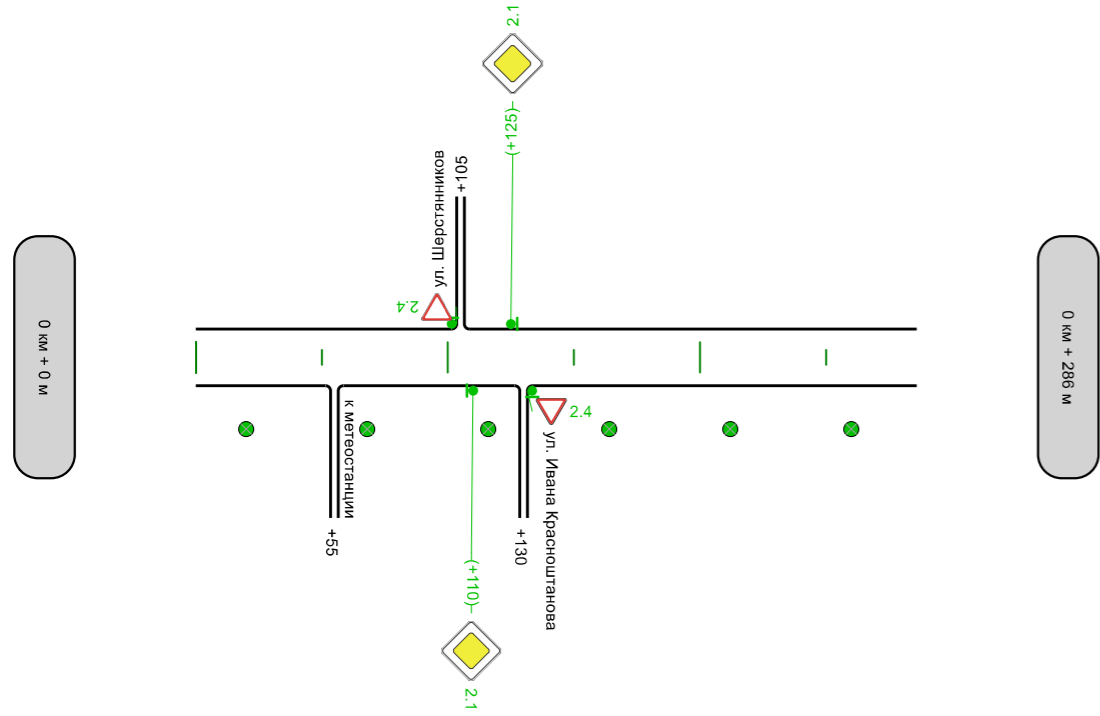 2.1
(+125)
ул. Шерстянников
+105
2.4
0 км + 0 м
0 км + 286 м
к метеостанции
+55
2.4
ул. Ивана Красноштанова
+130
(+110)
2.1